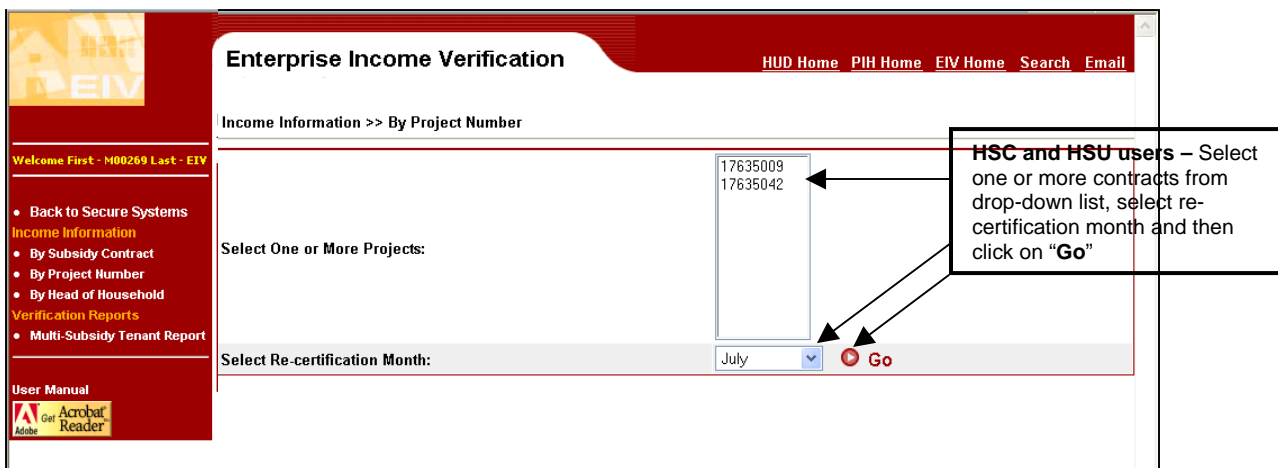 EIV
Enterprise Income Verification
HUD Home PIH Home EIV Home Search Email
Income Information >> By Project Number
Welcome First - M00269 Last - EIV
• Back to Secure Systems
Income Information
• By Subsidy Contract
• By Project Number
• By Head of Household
Verification Reports
• Multi-Subsidy Tenant Report
User Manual
Adobe Get Acrobat Reader
Select One or More Projects:
17635009
17635042
Select Re-certification Month:
July
Go
HSC and HSU users – Select
one or more contracts from
drop-down list, select re-
certification month and then
click on “Go”